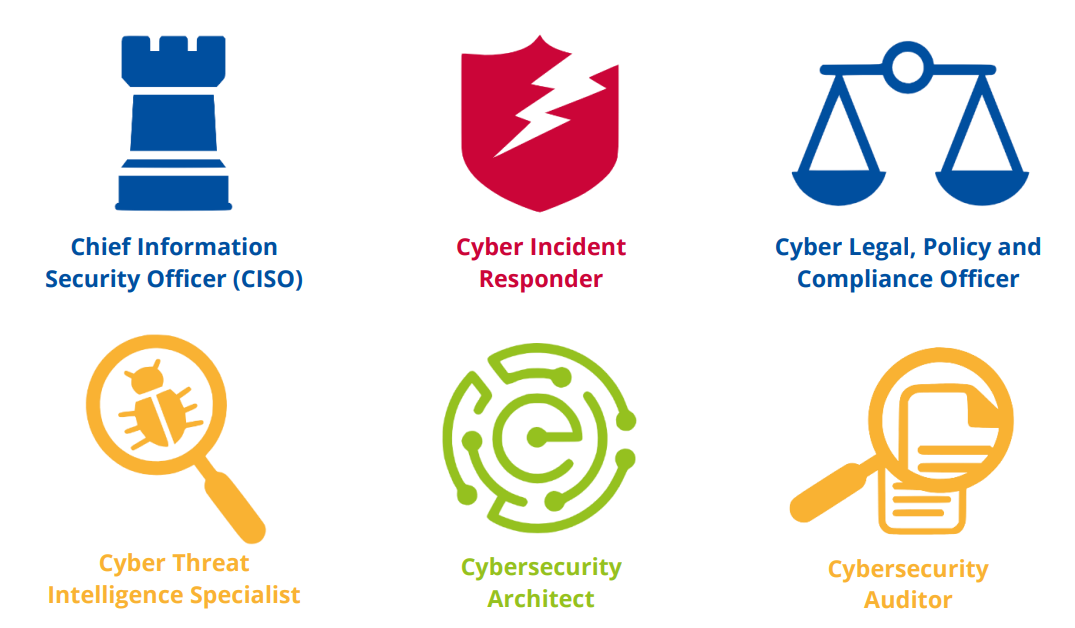 Chief Information
Security Officer (CISO)
Cyber Incident
Responder
Cyber Legal, Policy and
Compliance Officer
Cyber Threat
Intelligence Specialist
Cybersecurity
Architect
Cybersecurity
Auditor